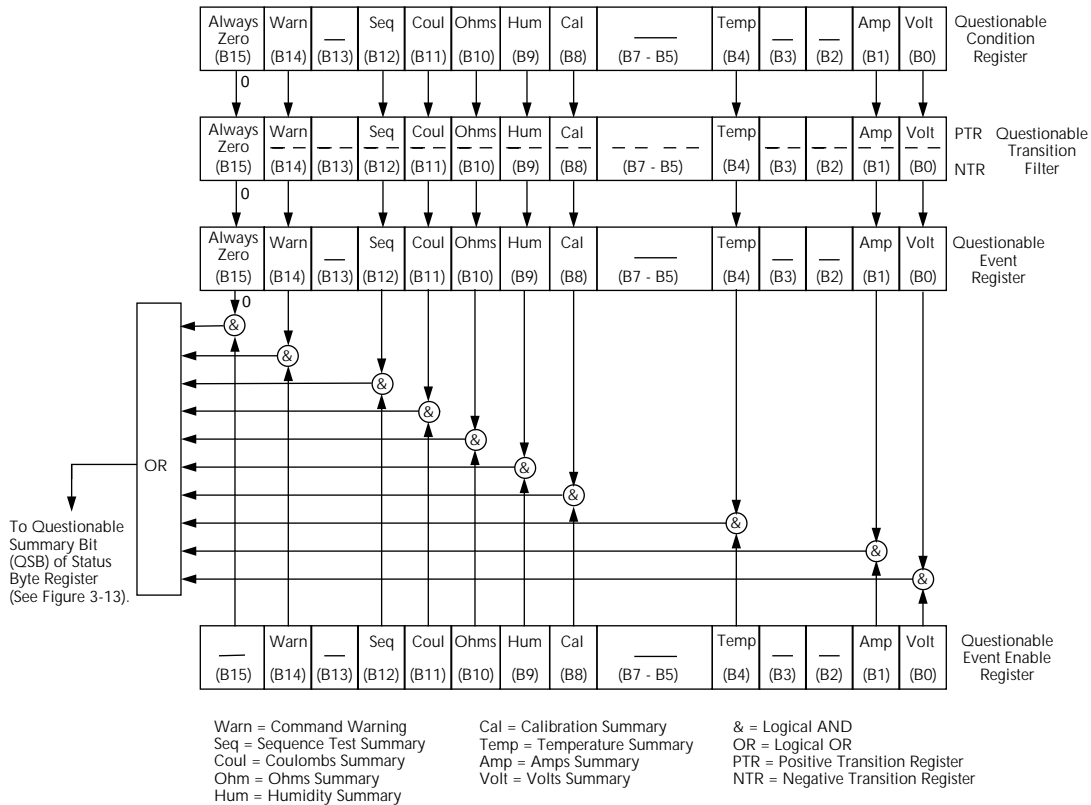 Always Zero (B15) Warn (B14) (B13) Seq (B12) Coul (B11) Ohms (B10) Hum (B9) Cal (B8) (B7 - B5) Temp (B4) (B3) (B2) Amp (B1) Volt (B0)
Questionable
Condition
Register
0
Always Zero (B15) Warn (B14) (B13) Seq (B12) Coul (B11) Ohms (B10) Hum (B9) Cal (B8) (B7 - B5) Temp (B4) (B3) (B2) Amp (B1) Volt (B0)
PTR
NTR
Questionable
Transition
Filter
0
Always Zero (B15) Warn (B14) (B13) Seq (B12) Coul (B11) Ohms (B10) Hum (B9) Cal (B8) (B7 - B5) Temp (B4) (B3) (B2) Amp (B1) Volt (B0)
Questionable
Event
Register
0
&
&
&
&
&
&
&
&
&
&
OR
To Questionable
Summary Bit
(QSB) of Status
Byte Register
(See Figure 3-13).
(B15) Warn (B14) (B13) Seq (B12) Coul (B11) Ohms (B10) Hum (B9) Cal (B8) (B7 - B5) Temp (B4) (B3) (B2) Amp (B1) Volt (B0)
Questionable
Event Enable
Register
Warn = Command Warning
Seq = Sequence Test Summary
Coul = Coulombs Summary
Ohm = Ohms Summary
Hum = Humidity Summary
Cal = Calibration Summary
Temp = Temperature Summary
Amp = Amps Summary
Volt = Volts Summary
& = Logical AND
OR = Logical OR
PTR = Positive Transition Register
NTR = Negative Transition Register